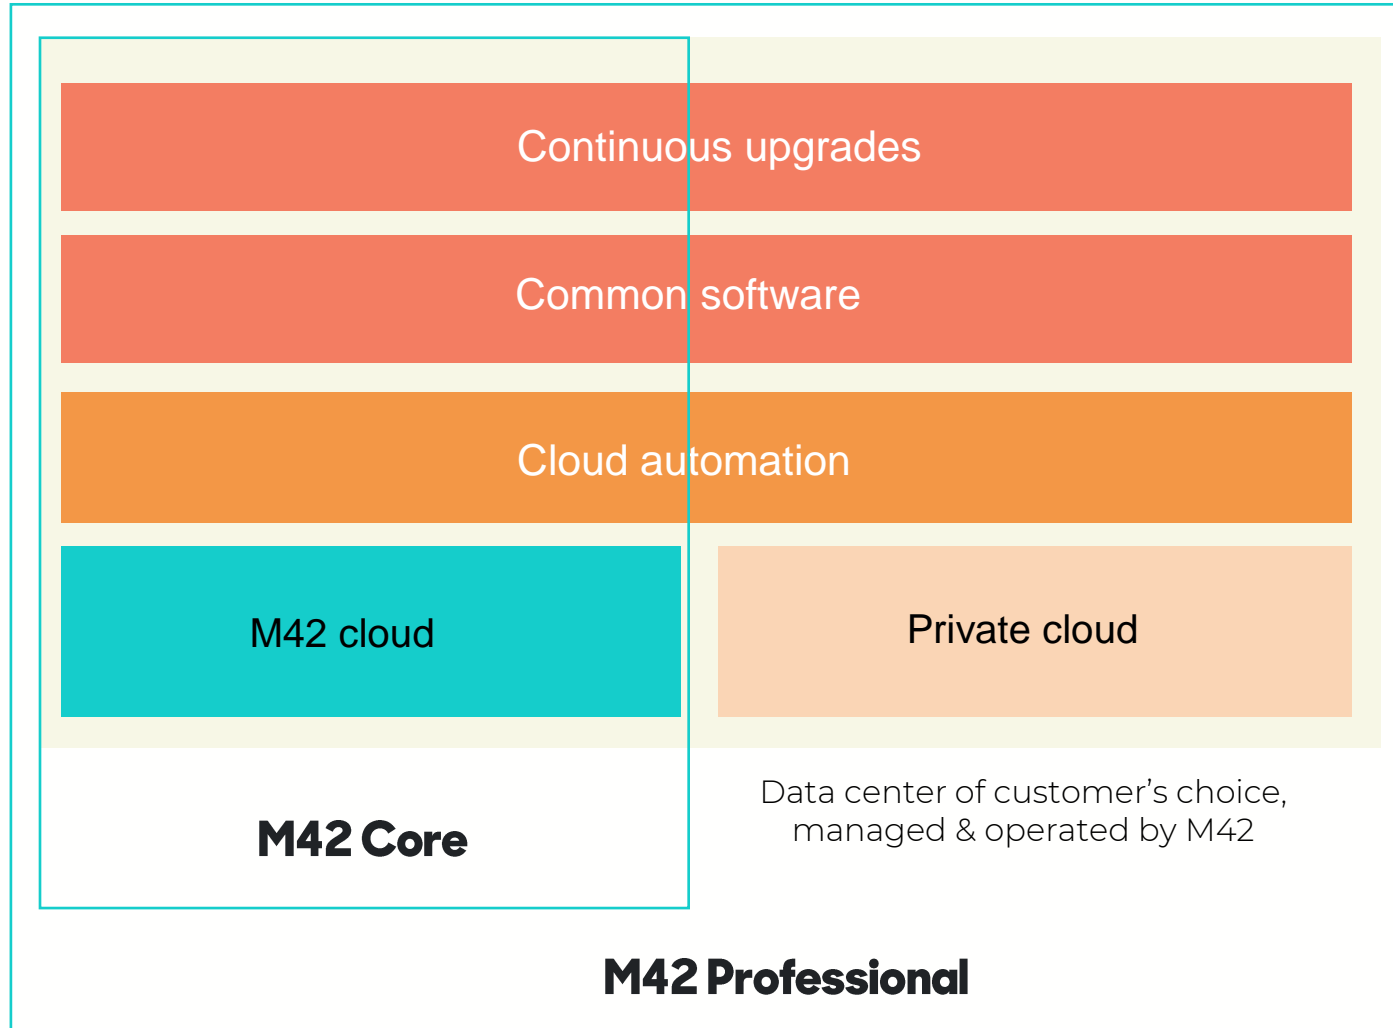 Continuous upgrades
Common software
Cloud automation
M42 cloud
Private cloud
M42 Core
Data center of customer’s choice,
managed & operated by M42
M42 Professional